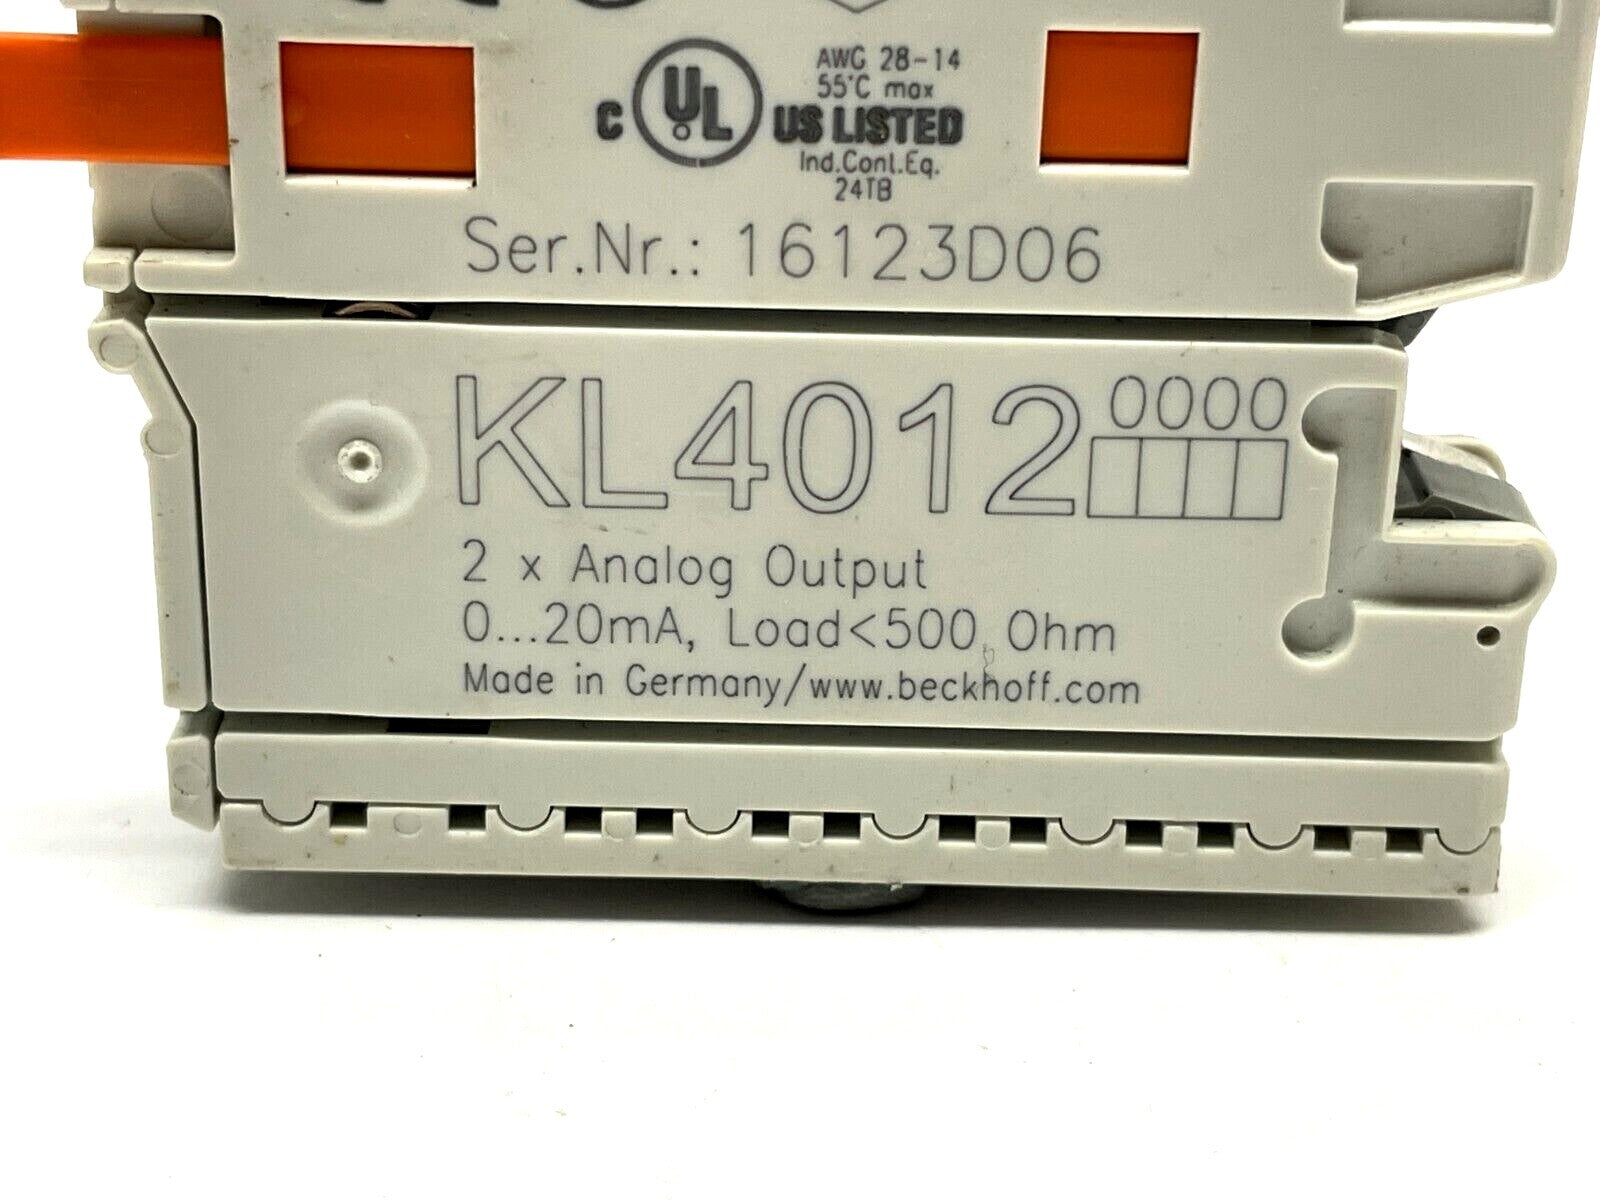 AWG 28-14
55°C max
C UL US LISTED
Ind.Cont.Eq.
24TB
Ser.Nr.: 16123D06
KL4012 0000
2 x Analog Output
0...20mA, Load<500 Ohm
Made in Germany/www.beckhoff.com